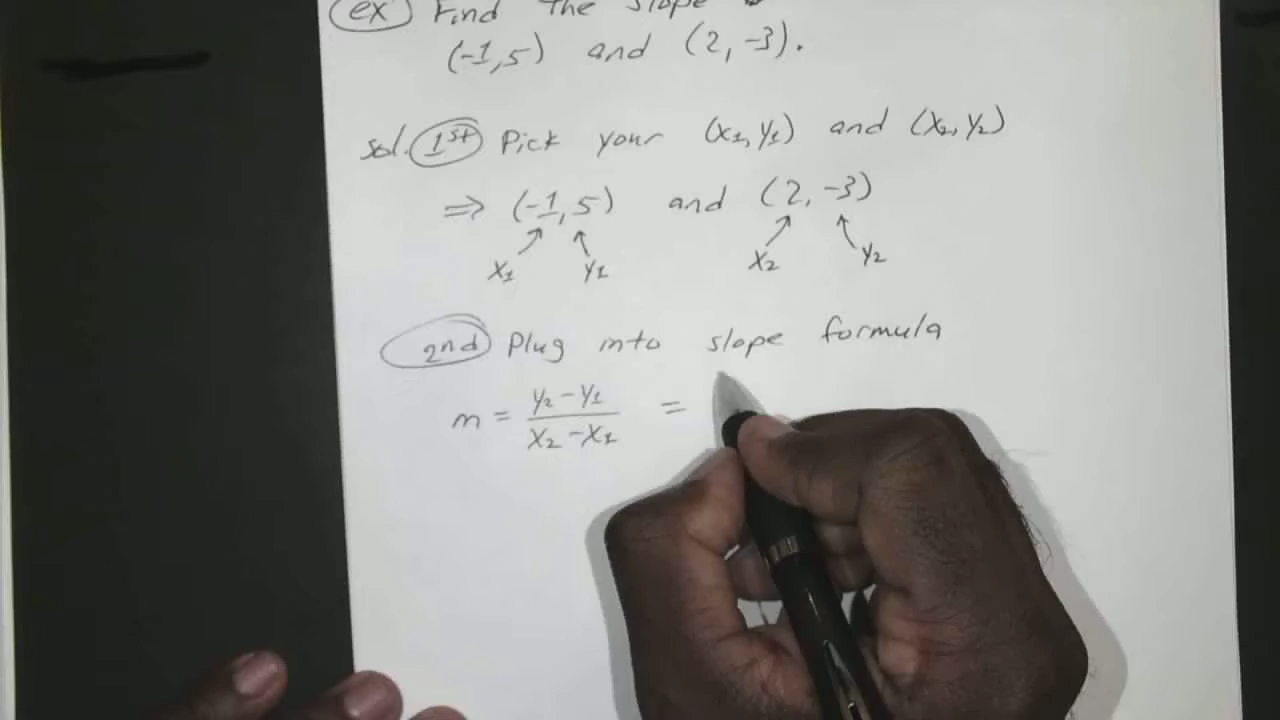 ex Find the slope
(-1,5) and (2,-3).
Sol. 1st Pick your (x1,y1) and (x2,y2)
⇒ (-1,5) and (2,-3)
x1 y1 x2 y2
2nd Plug into slope formula
m = y2-y1 / x2-x1 =